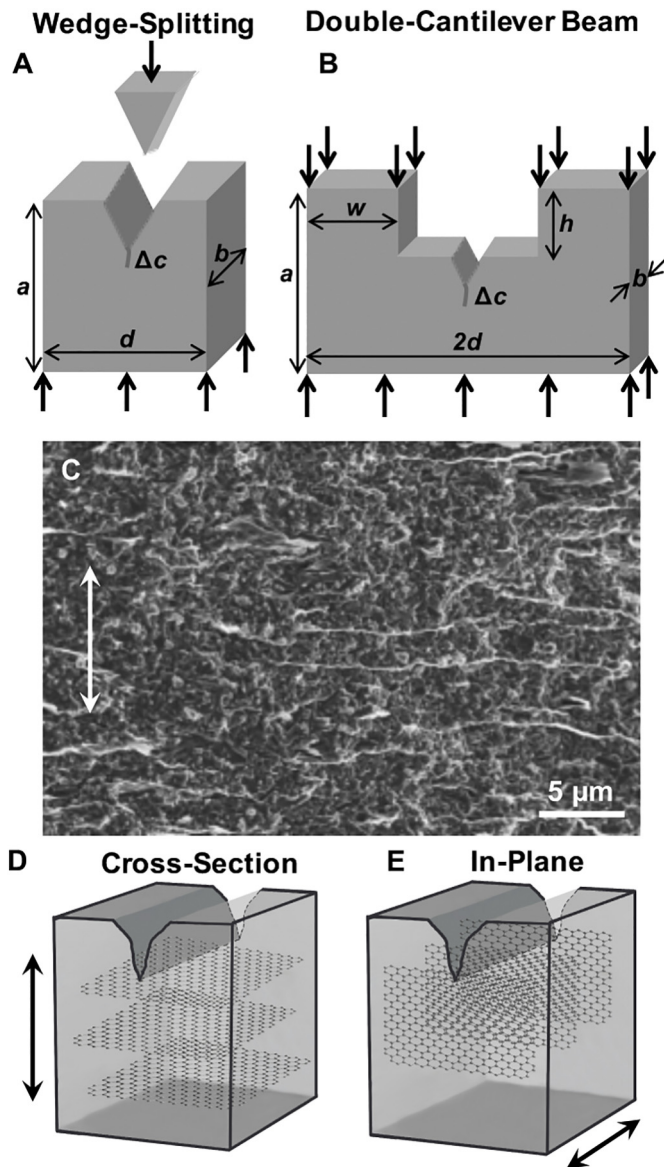 Wedge-Splitting Double-Cantilever Beam
A B
w h
a b Δc a Δc b
d 2d
C
5 µm
D Cross-Section E In-Plane